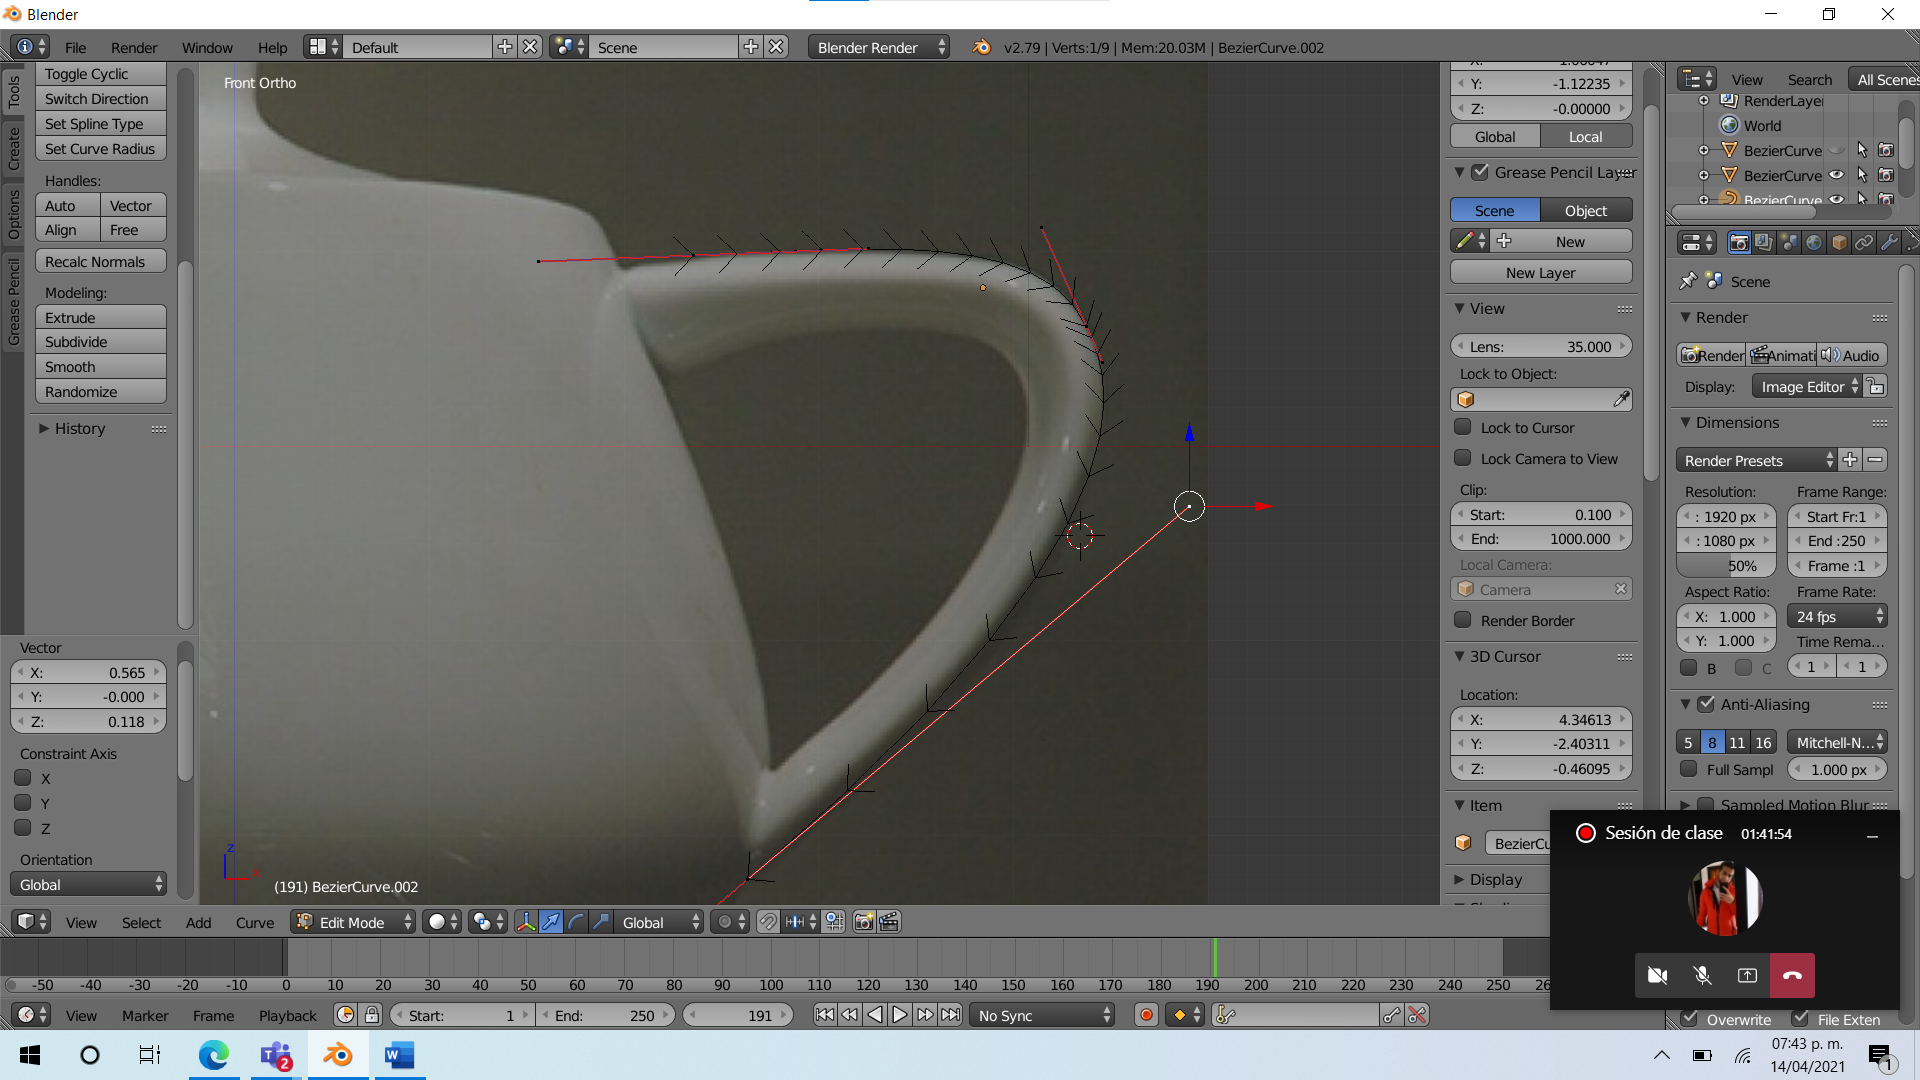 Blender
File Render Window Help Default Scene Blender Render v2.79 | Verts:1/9 | Mem:20.03M | BezierCurve.002
Tools
Create
Options
Grease Pencil
Toggle Cyclic
Switch Direction
Set Spline Type
Set Curve Radius
Handles:
Auto Vector
Align Free
Recalc Normals
Modeling:
Extrude
Subdivide
Smooth
Randomize
History
Vector
X: 0.565
Y: -0.000
Z: 0.118
Constraint Axis
X
Y
Z
Orientation
Global
Front Ortho
z
x
(191) BezierCurve.002
Y: -1.12235
Z: -0.00000
Global Local
Grease Pencil Layer
Scene Object
New
New Layer
View
Lens: 35.000
Lock to Object:
Lock to Cursor
Lock Camera to View
Clip:
Start: 0.100
End: 1000.000
Local Camera:
Camera
Render Border
3D Cursor
Location:
X: 4.34613
Y: -2.40311
Z: -0.46095
Item
BezierCu
Display
View Search All Scenes
RenderLayer
World
BezierCurve
BezierCurve
BezierCurve
Scene
Render
Render Animati Audio
Display: Image Editor
Dimensions
Render Presets
Resolution: Frame Range:
: 1920 px Start Fr:1
: 1080 px End :250
50% Frame :1
Aspect Ratio: Frame Rate:
X: 1.000 24 fps
Y: 1.000 Time Rema...
B C 1 1
Anti-Aliasing
5 8 11 16 Mitchell-N...
Full Sampl 1.000 px
Sampled Motion Blur
Sesión de clase 01:41:54
Overwrite File Exten
View Select Add Curve Edit Mode Global
-50 -40 -30 -20 -10 0 10 20 30 40 50 60 70 80 90 100 110 120 130 140 150 160 170 180 190 200 210 220 230 240 250
View Marker Frame Playback Start: 1 End: 250 191 No Sync
2
07:43 p. m.
14/04/2021
1